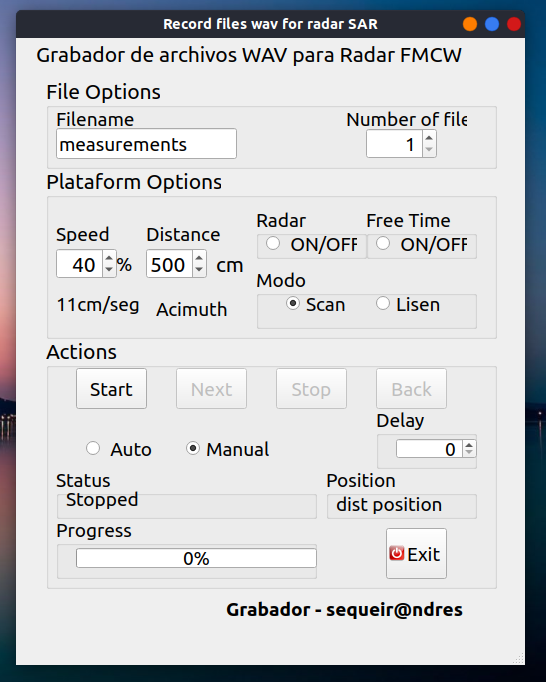 Record files wav for radar SAR
Grabador de archivos WAV para Radar FMCW
File Options
Filename
Number of file
measurements
1
Plataform Options
Speed
Distance
Radar
Free Time
40 %
500 cm
ON/OFF
ON/OFF
Modo
11cm/seg
Acimuth
Scan
Lisen
Actions
Start
Next
Stop
Back
Delay
Auto
Manual
0
Status
Position
Stopped
dist position
Progress
0%
Exit
Grabador - sequeir@ndres